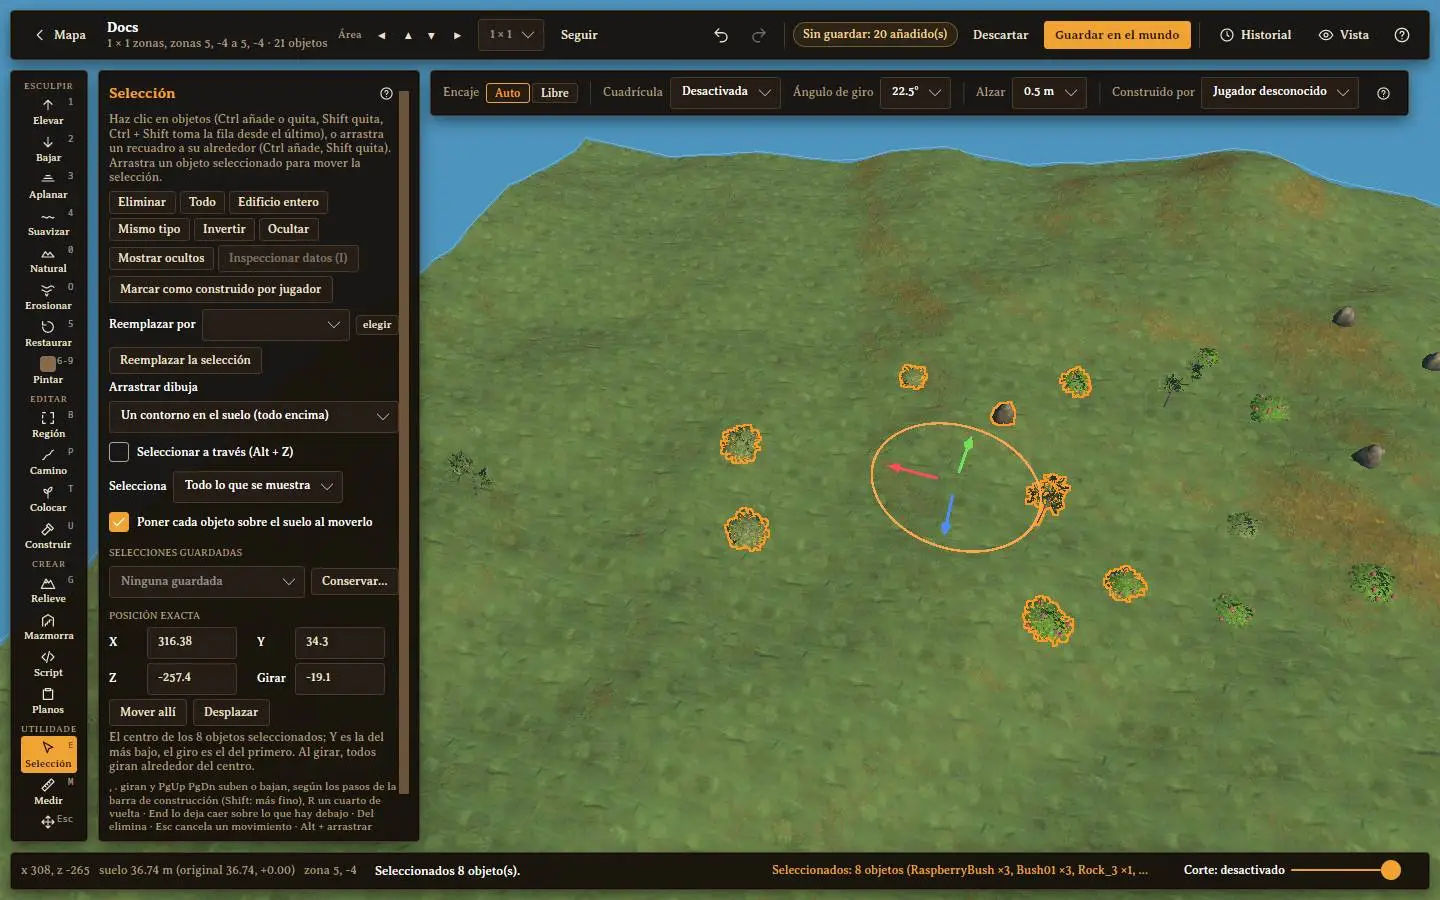 Mapa
Docs
1 × 1 zonas, zonas 5, -4 a 5, -4 · 21 objetos
Área
1 × 1
Seguir
Sin guardar: 20 añadido(s)
Descartar
Guardar en el mundo
Historial
Vista
ESCULPIR
1
Elevar
2
Bajar
3
Aplanar
4
Suavizar
0
Natural
O
Erosionar
5
Restaurar
6-9
Pintar
EDITAR
B
Región
P
Camino
T
Colocar
U
Construir
CREAR
G
Relieve
Mazmorra
Script
Planos
UTILIDADE
E
Selección
M
Medir
Esc
Selección
Haz clic en objetos (Ctrl añade o quita, Shift quita,
Ctrl + Shift toma la fila desde el último), o arrastra
un recuadro a su alrededor (Ctrl añade, Shift quita).
Arrastra un objeto seleccionado para mover la
selección.
Eliminar
Todo
Edificio entero
Mismo tipo
Invertir
Ocultar
Mostrar ocultos
Inspeccionar datos (I)
Marcar como construido por jugador
Reemplazar por
elegir
Reemplazar la selección
Arrastrar dibuja
Un contorno en el suelo (todo encima)
Seleccionar a través (Alt + Z)
Selecciona
Todo lo que se muestra
Poner cada objeto sobre el suelo al moverlo
SELECCIONES GUARDADAS
Ninguna guardada
Conservar...
POSICIÓN EXACTA
X
316.38
Y
34.3
Z
-257.4
Girar
-19.1
Mover allí
Desplazar
El centro de los 8 objetos seleccionados; Y es la del
más bajo, el giro es el del primero. Al girar, todos
giran alrededor del centro.
, . giran y PgUp PgDn suben o bajan, según los pasos de la
barra de construcción (Shift: más fino), R un cuarto de
vuelta · End lo deja caer sobre lo que hay debajo · Del
elimina · Esc cancela un movimiento · Alt + arrastrar
Encaje
Auto
Libre
Cuadrícula
Desactivada
Ángulo de giro
22.5°
Alzar
0.5 m
Construido por
Jugador desconocido
x 308, z -265
suelo 36.74 m (original 36.74, +0.00)
zona 5, -4
Seleccionados 8 objeto(s).
Seleccionados: 8 objetos (RaspberryBush ×3, Bush01 ×3, Rock_3 ×1, ...
Corte: desactivado